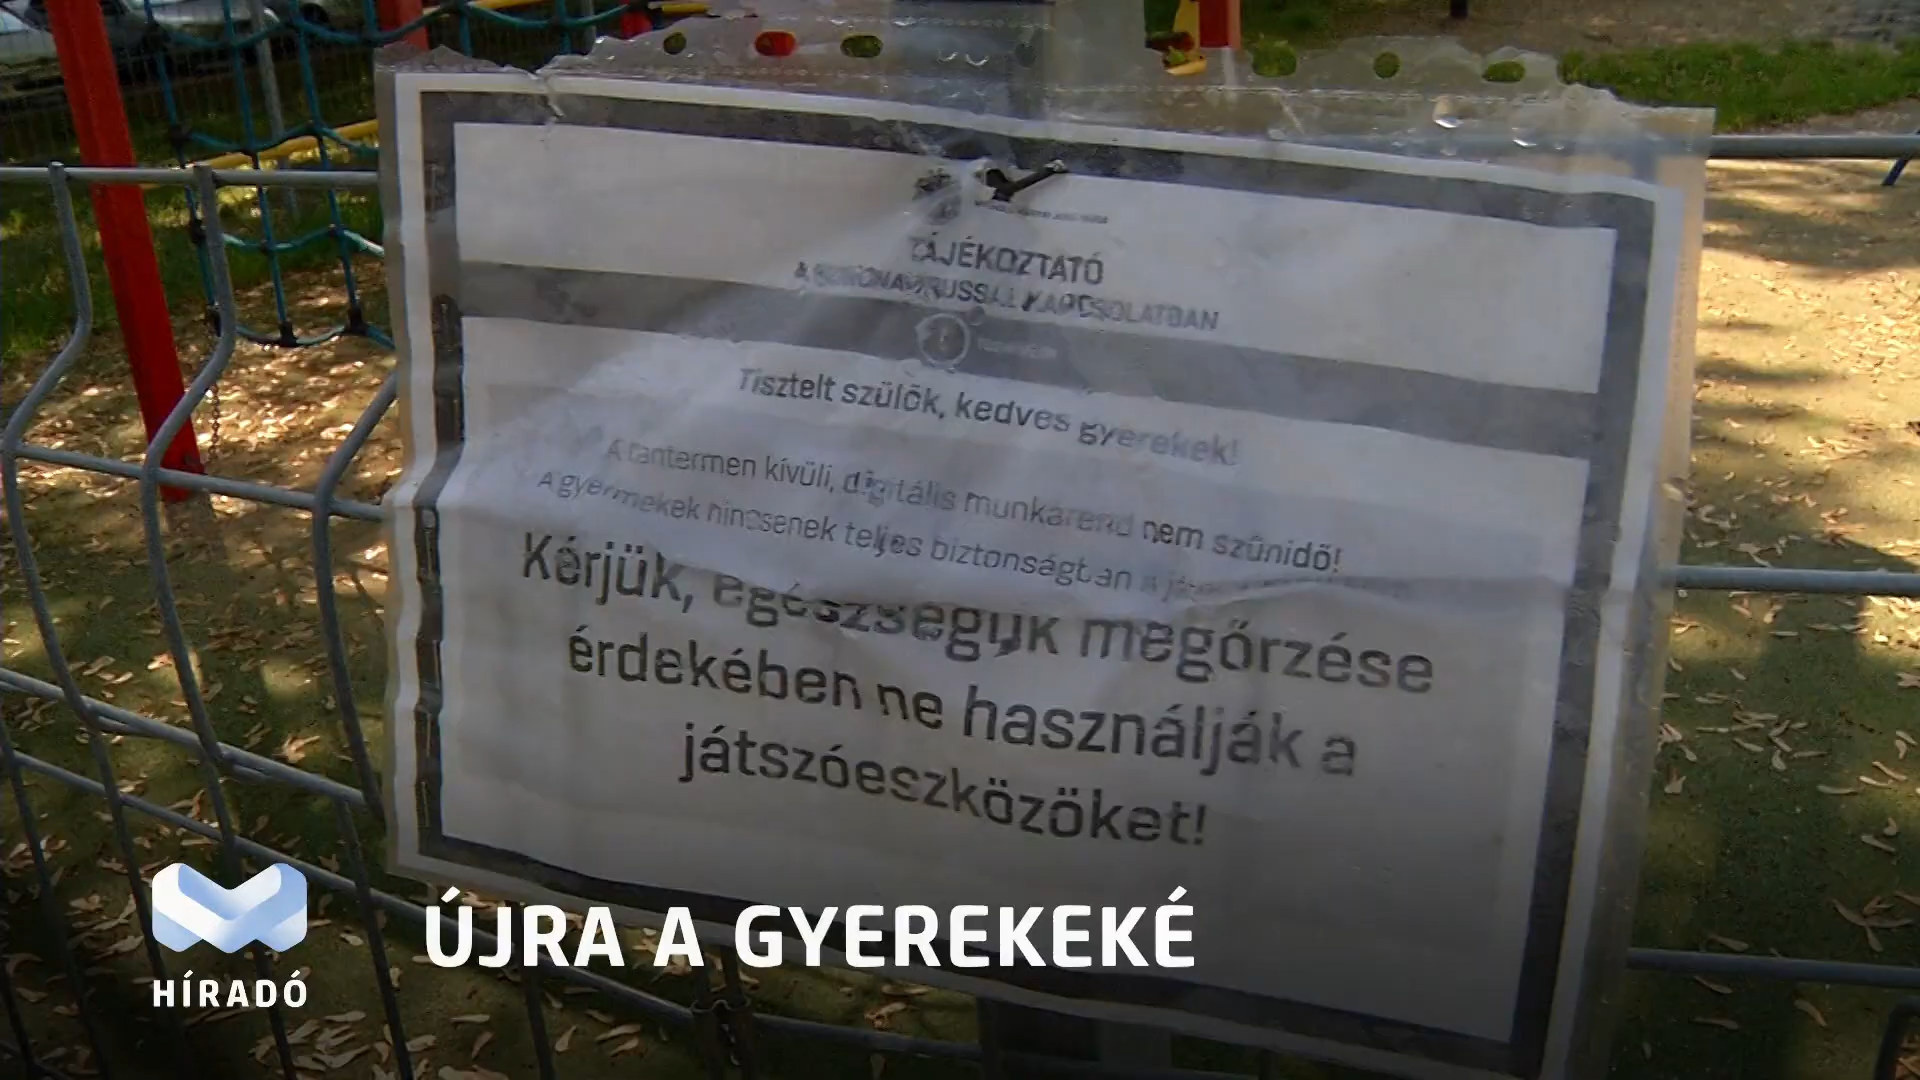 TÁJÉKOZTATÓ
A KORONAVÍRUSSAL KAPCSOLATBAN
Tisztelt szülők, kedves gyerekek!
A tantermen kívüli, digitális munkarend nem szünidő!
A gyermekek nincsenek teljes biztonságban a
Kérjük, egészségük megőrzése
érdekében ne használják a
játszóeszközöket!
ÚJRA A GYEREKEKÉ
HÍRADÓ